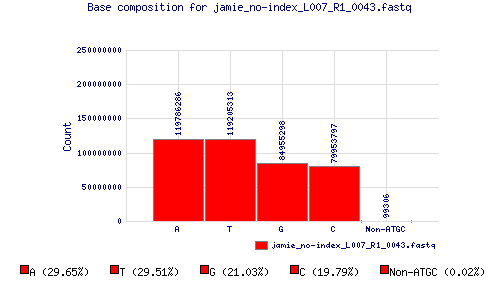 Base composition for jamie_no-index_L007_R1_0043.fastq
250000000
200000000
150000000
100000000
50000000
0
Count
119786286
119205313
84955298
79953797
99306
A T G C Non-ATGC
jamie_no-index_L007_R1_0043.fastq
A (29.65%) T (29.51%) G (21.03%) C (19.79%) Non-ATGC (0.02%)